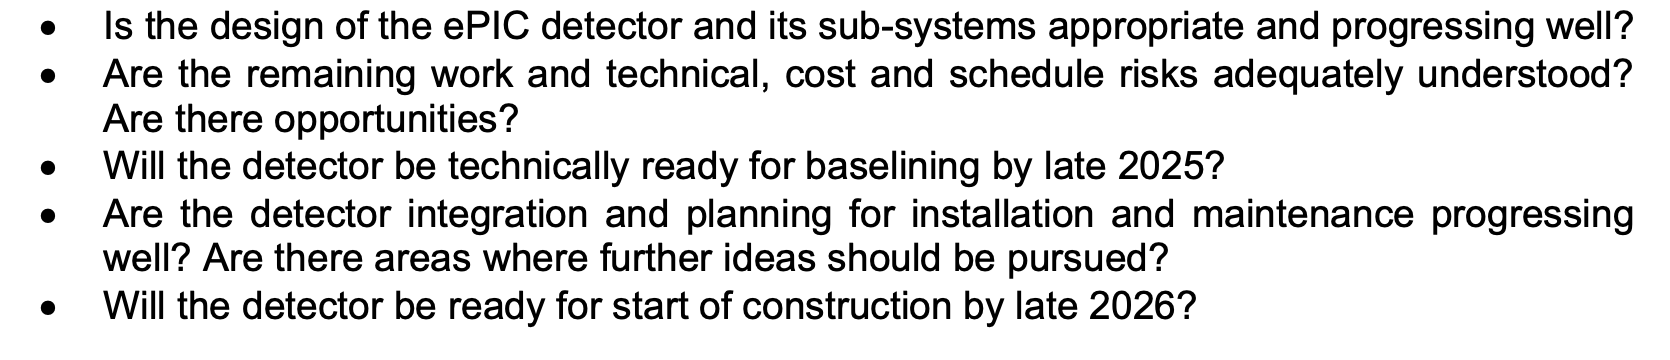 • Is the design of the ePIC detector and its sub-systems appropriate and progressing well?
• Are the remaining work and technical, cost and schedule risks adequately understood?
Are there opportunities?
• Will the detector be technically ready for baselining by late 2025?
• Are the detector integration and planning for installation and maintenance progressing
well? Are there areas where further ideas should be pursued?
• Will the detector be ready for start of construction by late 2026?